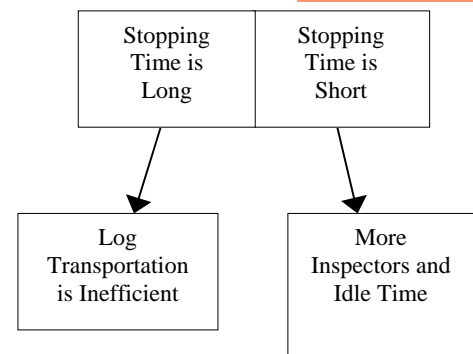 Stopping
Time is
Long
Stopping
Time is
Short
Log
Transportation
is Inefficient
More
Inspectors and
Idle Time